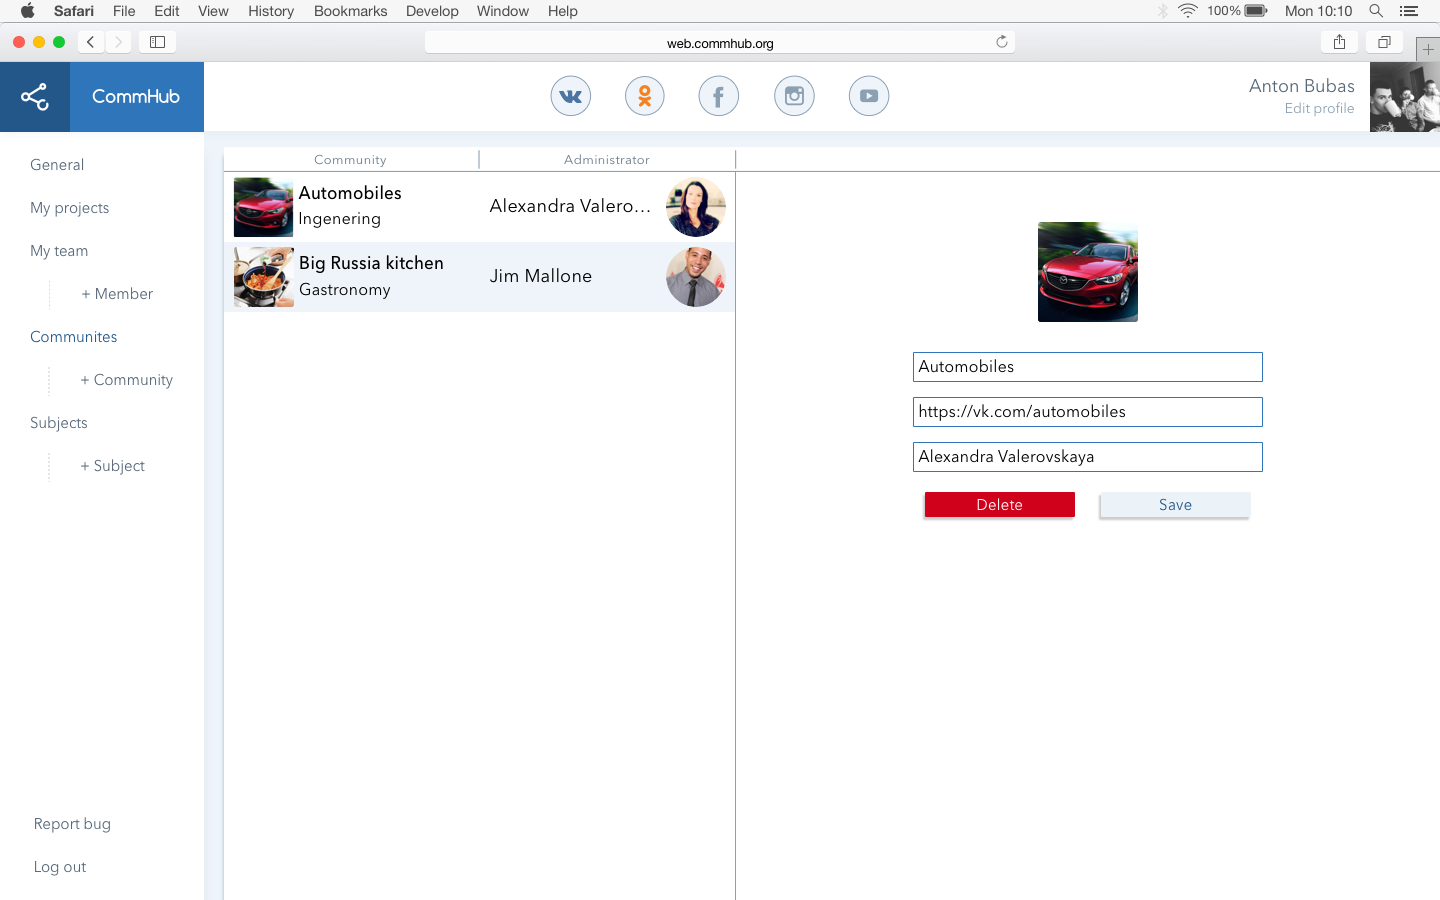 Safari File Edit View History Bookmarks Develop Window Help 100% Mon 10:10
web.commhub.org
CommHub
Anton Bubas
Edit profile
General
My projects
My team
+ Member
Communites
+ Community
Subjects
+ Subject
Report bug
Log out
Community Administrator
Automobiles
Ingenering
Alexandra Valero...
Big Russia kitchen
Gastronomy
Jim Mallone
Automobiles
https://vk.com/automobiles
Alexandra Valerovskaya
Delete Save